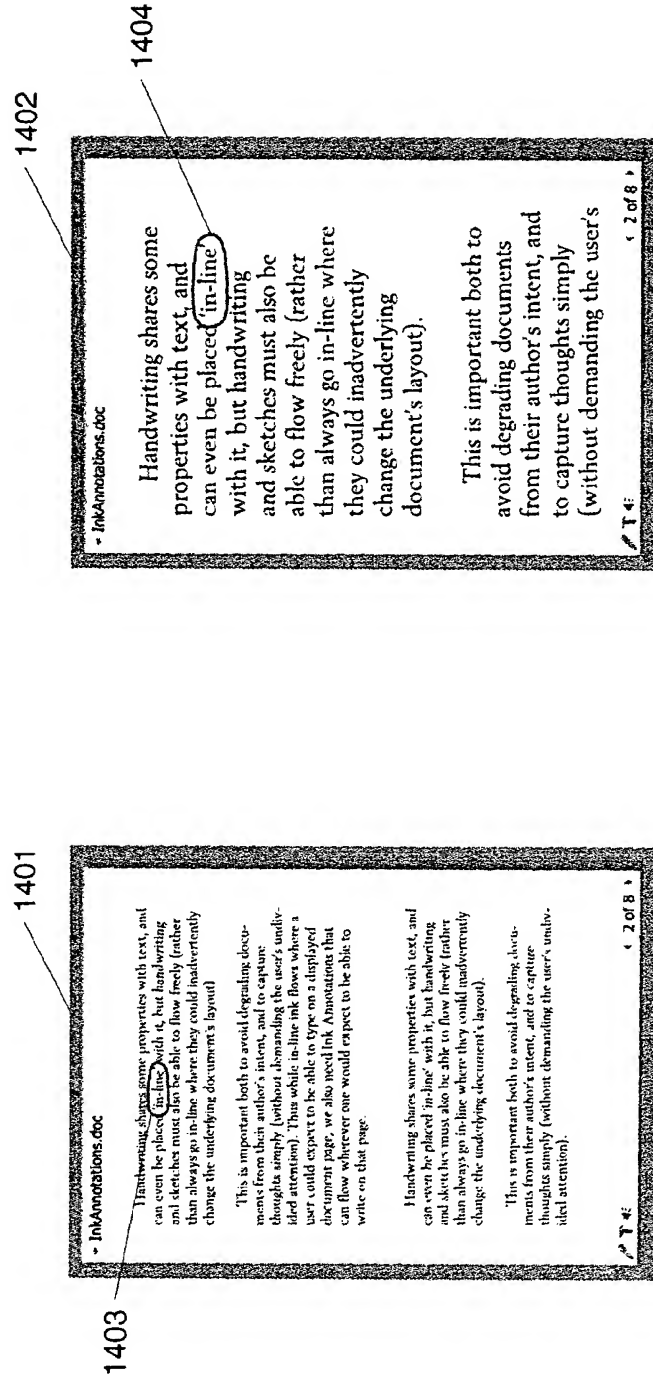 1401
1403
▾ InkAnnotations.doc
Handwriting shares some properties with text, and
can even be placed 'in-line' with it, but handwriting
and sketches must also be able to flow freely (rather
than always go in-line where they could inadvertently
change the underlying document's layout)
This is important both to avoid degrading docu-
ments from their author's intent, and to capture
thoughts simply (without demanding the user's undiv-
ided attention). Thus while in-line ink flows where a
user could expect to be able to type on a displayed
document page, we also need Ink Annotations that
can flow wherever one would expect to be able to
write on that page.
Handwriting shares some properties with text, and
can even be placed 'in-line' with it, but handwriting
and sketches must also be able to flow freely (rather
than always go in-line where they could inadvertently
change the underlying document's layout).
This is important both to avoid degrading docu-
ments from their author's intent, and to capture
thoughts simply (without demanding the user's undiv-
ided attention).
T 2 of 8
1402
1404
▾ InkAnnotations.doc
Handwriting shares some
properties with text, and
can even be placed 'in-line'
with it, but handwriting
and sketches must also be
able to flow freely (rather
than always go in-line where
they could inadvertently
change the underlying
document's layout).
This is important both to
avoid degrading documents
from their author's intent, and
to capture thoughts simply
(without demanding the user's
T 2 of 8